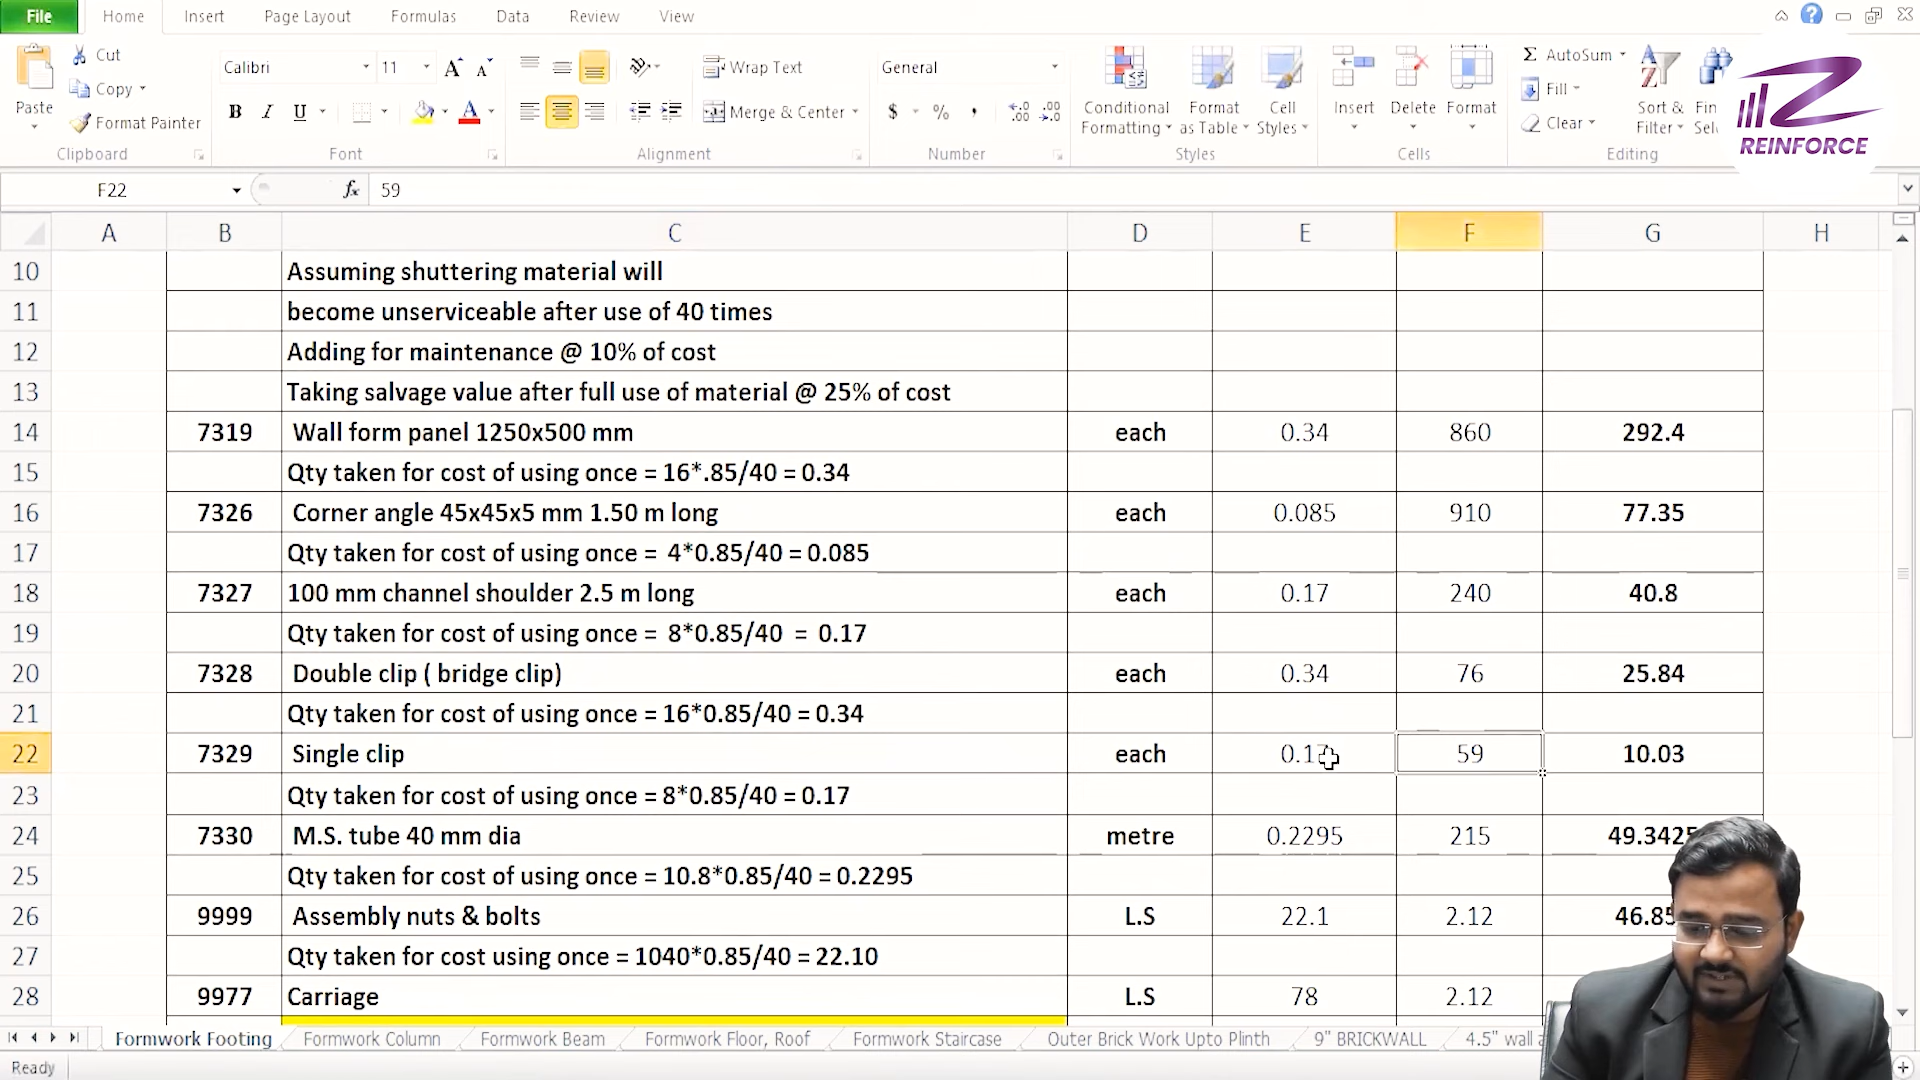 File Home Insert Page Layout Formulas Data Review View
Cut
Calibri 11 Wrap Text General AutoSum
Copy Fill
Paste Format Painter B I U Merge & Center $ % , Conditional Formatting Format as Table Cell Styles Insert Delete Format Clear Sort & Filter
Clipboard Font Alignment Number Styles Cells Editing
REINFORCE
F22 fx 59
A B C D E F G H
10 Assuming shuttering material will
11 become unserviceable after use of 40 times
12 Adding for maintenance @ 10% of cost
13 Taking salvage value after full use of material @ 25% of cost
14 7319 Wall form panel 1250x500 mm each 0.34 860 292.4
15 Qty taken for cost of using once = 16*.85/40 = 0.34
16 7326 Corner angle 45x45x5 mm 1.50 m long each 0.085 910 77.35
17 Qty taken for cost of using once = 4*0.85/40 = 0.085
18 7327 100 mm channel shoulder 2.5 m long each 0.17 240 40.8
19 Qty taken for cost of using once = 8*0.85/40 = 0.17
20 7328 Double clip ( bridge clip) each 0.34 76 25.84
21 Qty taken for cost of using once = 16*0.85/40 = 0.34
22 7329 Single clip each 0.17 59 10.03
23 Qty taken for cost of using once = 8*0.85/40 = 0.17
24 7330 M.S. tube 40 mm dia metre 0.2295 215 49.3425
25 Qty taken for cost of using once = 10.8*0.85/40 = 0.2295
26 9999 Assembly nuts & bolts L.S 22.1 2.12 46.85
27 Qty taken for cost using once = 1040*0.85/40 = 22.10
28 9977 Carriage L.S 78 2.12
Formwork Footing Formwork Column Formwork Beam Formwork Floor, Roof Formwork Staircase Outer Brick Work Upto Plinth 9" BRICKWALL 4.5" wall
Ready